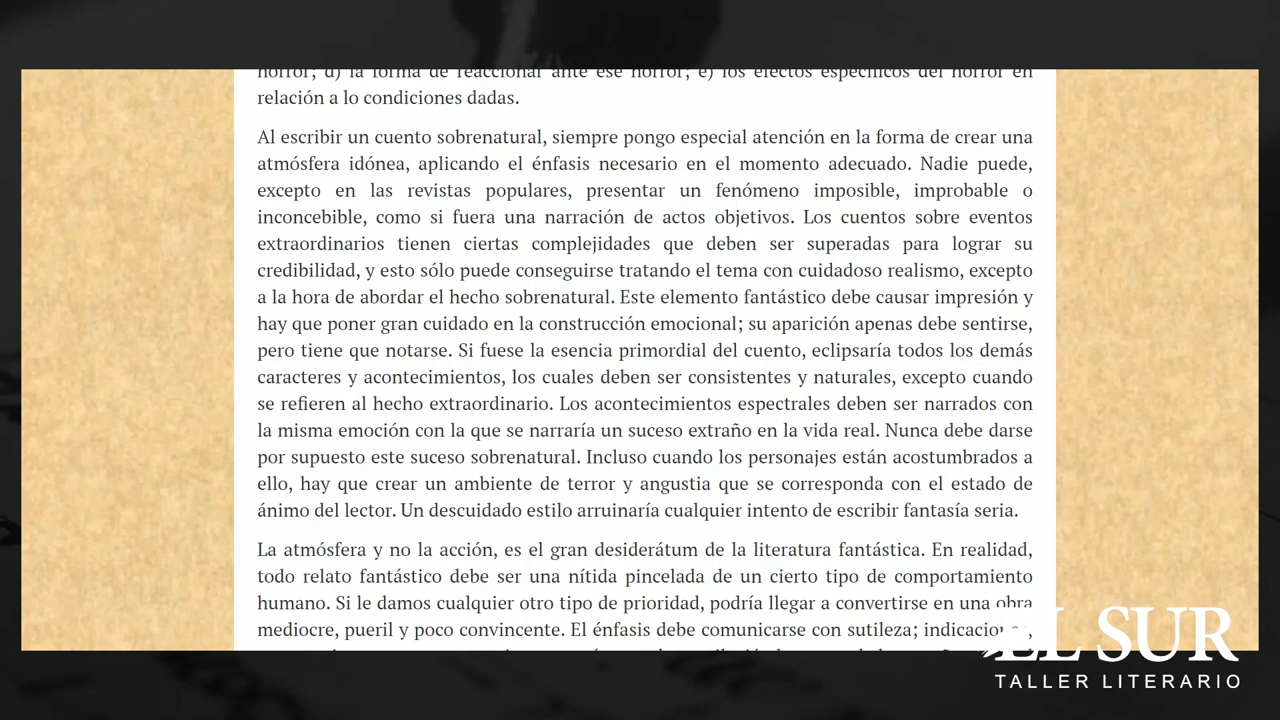 horror; d) la forma de reaccionar ante ese horror; e) los efectos específicos del horror en
relación a lo condiciones dadas.
Al escribir un cuento sobrenatural, siempre pongo especial atención en la forma de crear una
atmósfera idónea, aplicando el énfasis necesario en el momento adecuado. Nadie puede,
excepto en las revistas populares, presentar un fenómeno imposible, improbable o
inconcebible, como si fuera una narración de actos objetivos. Los cuentos sobre eventos
extraordinarios tienen ciertas complejidades que deben ser superadas para lograr su
credibilidad, y esto sólo puede conseguirse tratando el tema con cuidadoso realismo, excepto
a la hora de abordar el hecho sobrenatural. Este elemento fantástico debe causar impresión y
hay que poner gran cuidado en la construcción emocional; su aparición apenas debe sentirse,
pero tiene que notarse. Si fuese la esencia primordial del cuento, eclipsaría todos los demás
caracteres y acontecimientos, los cuales deben ser consistentes y naturales, excepto cuando
se refieren al hecho extraordinario. Los acontecimientos espectrales deben ser narrados con
la misma emoción con la que se narraría un suceso extraño en la vida real. Nunca debe darse
por supuesto este suceso sobrenatural. Incluso cuando los personajes están acostumbrados a
ello, hay que crear un ambiente de terror y angustia que se corresponda con el estado de
ánimo del lector. Un descuidado estilo arruinaría cualquier intento de escribir fantasía seria.
La atmósfera y no la acción, es el gran desiderátum de la literatura fantástica. En realidad,
todo relato fantástico debe ser una nítida pincelada de un cierto tipo de comportamiento
humano. Si le damos cualquier otro tipo de prioridad, podría llegar a convertirse en una obra
mediocre, pueril y poco convincente. El énfasis debe comunicarse con sutileza;
EL SUR
TALLER LITERARIO